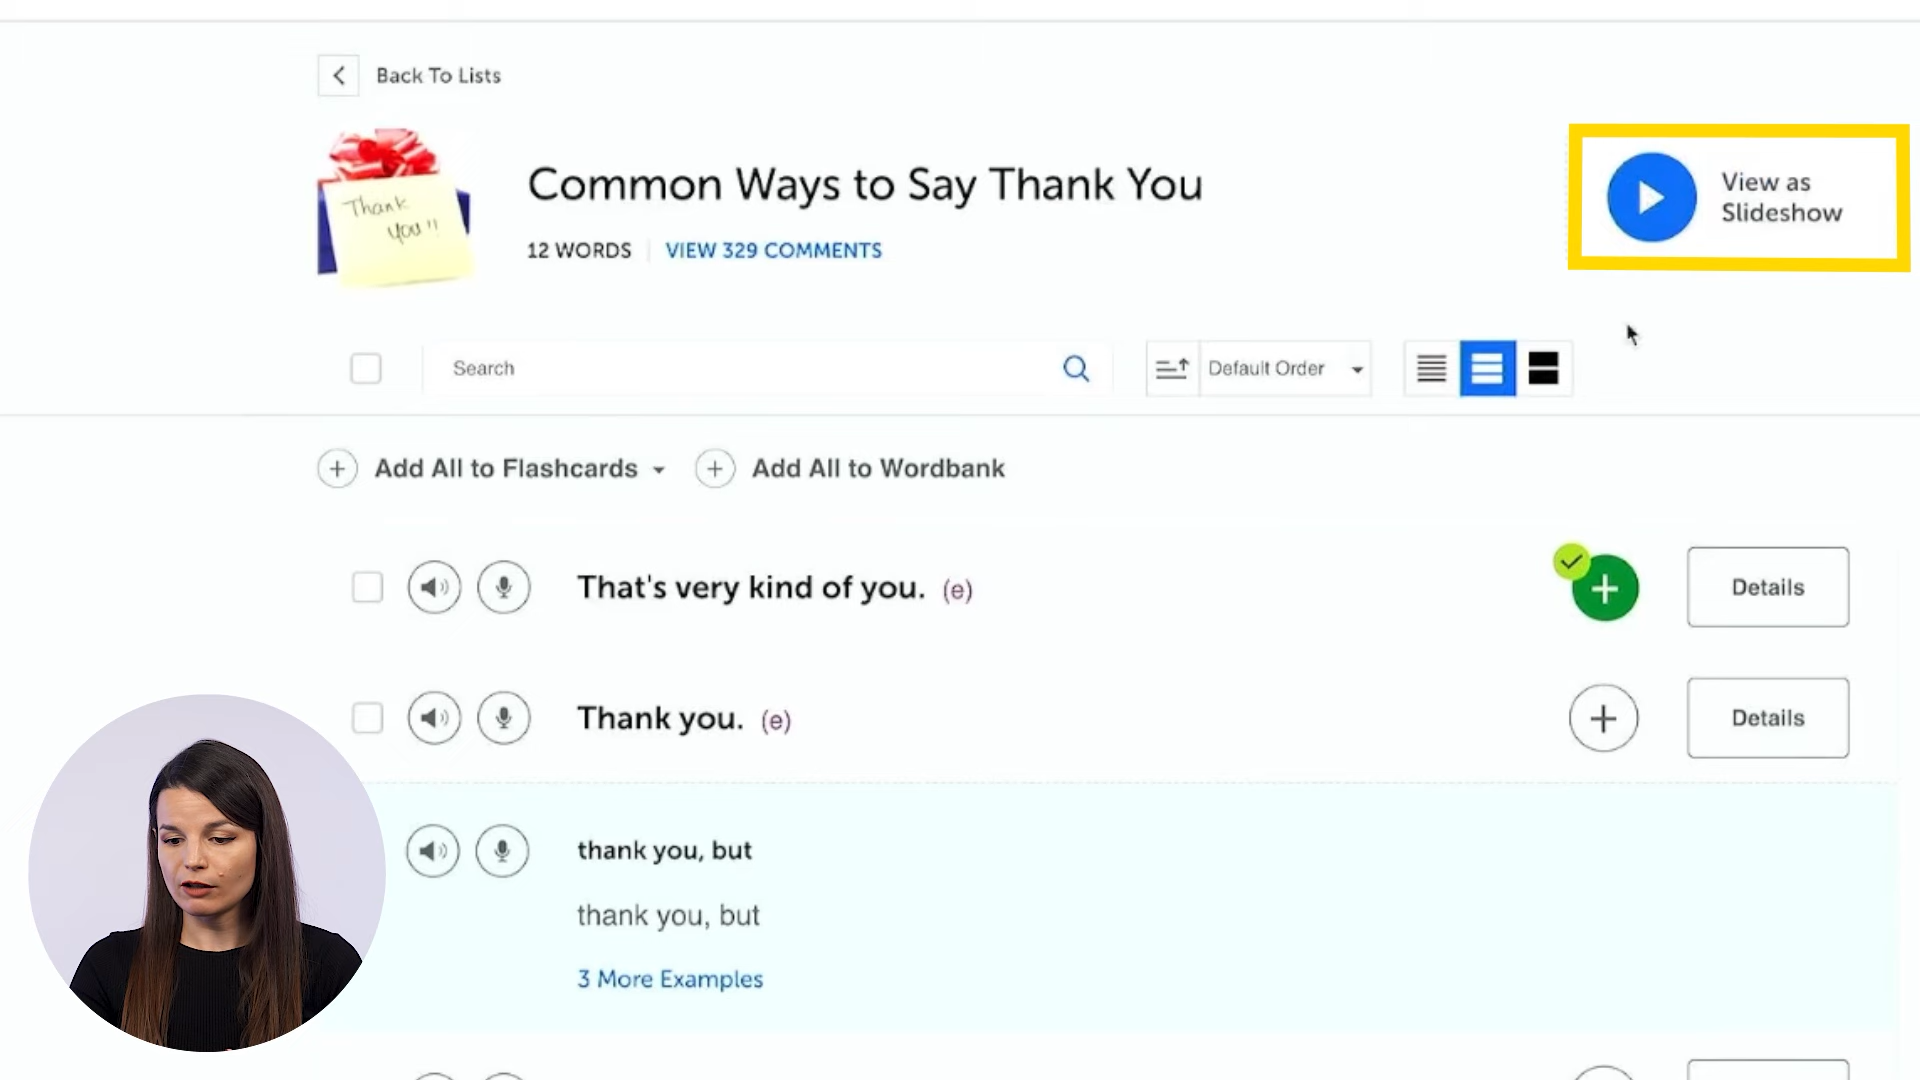 Back To Lists
Thank
you!!
Common Ways to Say Thank You
12 WORDS
VIEW 329 COMMENTS
View as
Slideshow
Search
Default Order
Add All to Flashcards
Add All to Wordbank
That's very kind of you. (e)
Details
Thank you. (e)
Details
thank you, but
thank you, but
3 More Examples